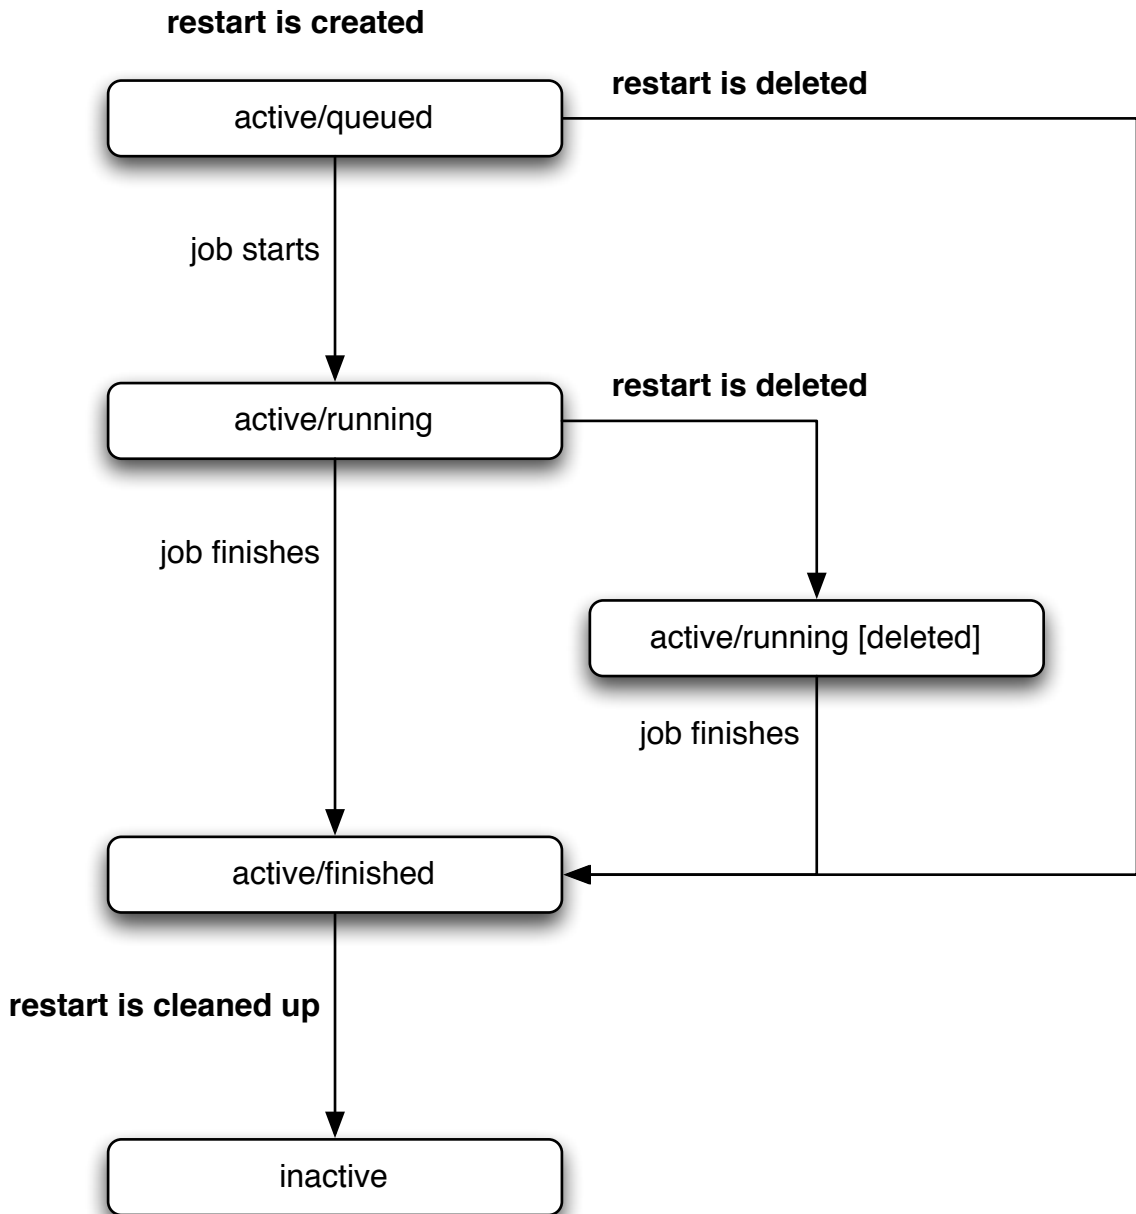 restart is created
restart is deleted
active/queued
job starts
restart is deleted
active/running
job finishes
active/running [deleted]
job finishes
active/finished
restart is cleaned up
inactive